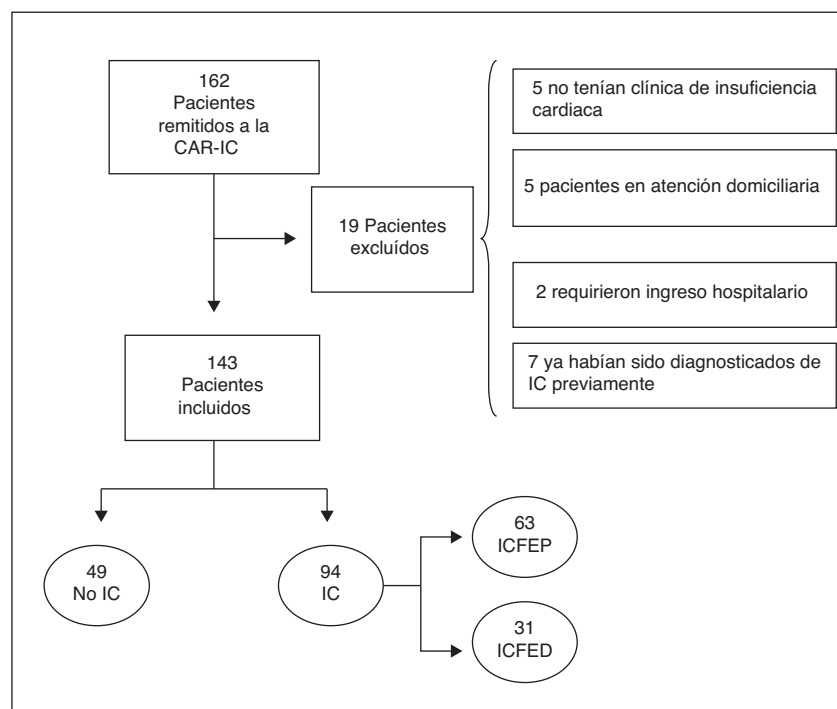 162
Pacientes
remitidos a la
CAR-IC
19 Pacientes
excluídos
5 no tenían clínica de insuficiencia
cardiaca
5 pacientes en atención domiciliaria
2 requirieron ingreso hospitalario
7 ya habían sido diagnosticados de
IC previamente
143
Pacientes
incluidos
49
No IC
94
IC
63
ICFEP
31
ICFED